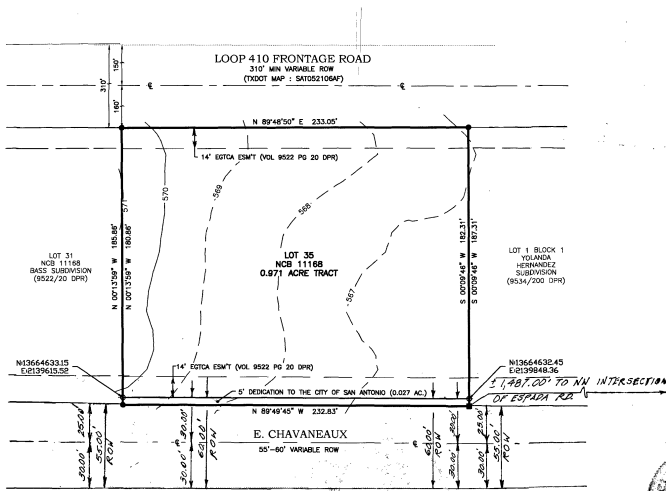 LOOP 410 FRONTAGE ROAD
310' MIN VARIABLE ROW
(TXDOT MAP : SAT052106AF)
310'
150'
160'
℄
℄
N 89°48'50" E 233.05'
14' EGTCA ESM'T (VOL 9522 PG 20 DPR)
571
570
569
568
567
N 00°13'59" W 185.86'
N 00°13'59" W 180.86'
S 00°09'46" W 182.31'
S 00°09'46" W 187.31'
LOT 31
NCB 11168
BASS SUBDIVISION
(9522/20 DPR)
LOT 35
NCB 11168
0.971 ACRE TRACT
LOT 1 BLOCK 1
YOLANDA
HERNANDEZ
SUBDIVISION
(9534/200 DPR)
N:13664633.15
E:2139615.52
14' EGTCA ESM'T (VOL 9522 PG 20 DPR)
N:13664632.45
E:2139848.36
5' DEDICATION TO THE CITY OF SAN ANTONIO (0.027 AC.)
± 1,487.00' TO NW INTERSECTION
OF ESPADA RD.
N 89°49'45" W 232.83'
E. CHAVANEAUX
55'-60' VARIABLE ROW
25.00'
30.00'
55.00'
ROW
30.00'
30.00'
60.00'
ROW
℄
℄
60.00'
ROW
30.00'
30.00'
25.00'
30.00'
55.00'
ROW